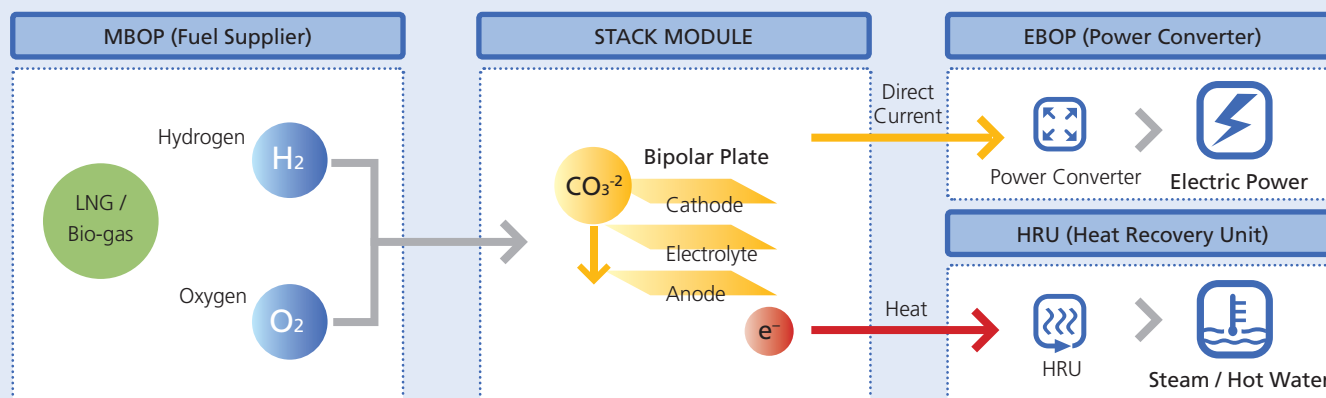 MBOP (Fuel Supplier)
LNG /
Bio-gas
Hydrogen
H2
Oxygen
O2
STACK MODULE
Bipolar Plate
CO3-2
Cathode
Electrolyte
Anode
e–
Direct
Current
Heat
EBOP (Power Converter)
Power Converter
Electric Power
HRU (Heat Recovery Unit)
HRU
Steam / Hot Water